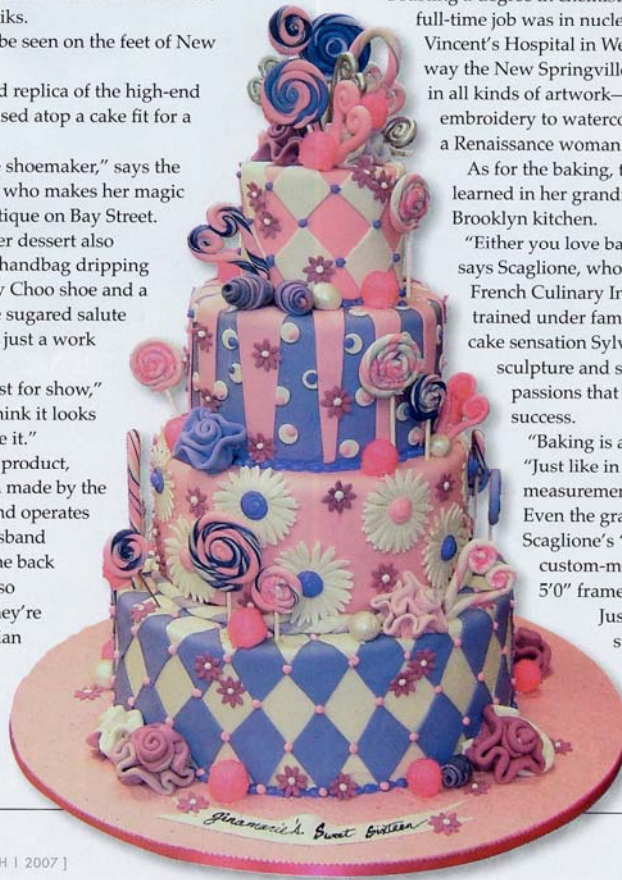 iks.
be seen on the feet of New
d replica of the high-end
sed atop a cake fit for a
e shoemaker," says the
who makes her magic
tique on Bay Street.
er dessert also
handbag dripping
y Choo shoe and a
e sugared salute
just a work
st for show,"
hink it looks
e it."
product,
made by the
nd operates
sband
he back
so
hey're
ian
full-time job was in nucle
Vincent's Hospital in We
way the New Springville
in all kinds of artwork—
embroidery to waterco
a Renaissance woman
As for the baking, t
learned in her grand
Brooklyn kitchen.
"Either you love ba
says Scaglione, who
French Culinary In
trained under fam
cake sensation Sylv
sculpture and s
passions that
success.
"Baking is a
"Just like in
measuremen
Even the gra
Scaglione's "
custom-m
5'0" frame
Jus
s
ginamarie's Sweet Sixteen
H | 2007 ]